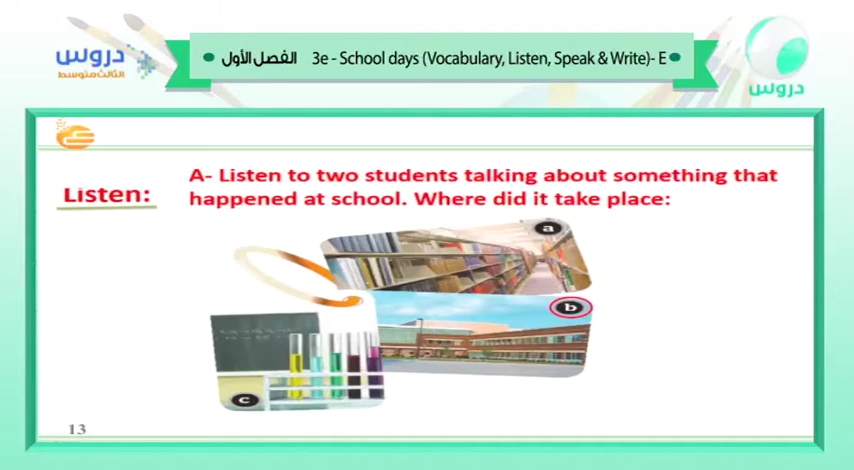 دروس
الثالث متوسط
الفصل الأول 3e - School days (Vocabulary, Listen, Speak & Write)- E
دروس
Listen:
A- Listen to two students talking about something that
happened at school. Where did it take place:
a
b
c
13